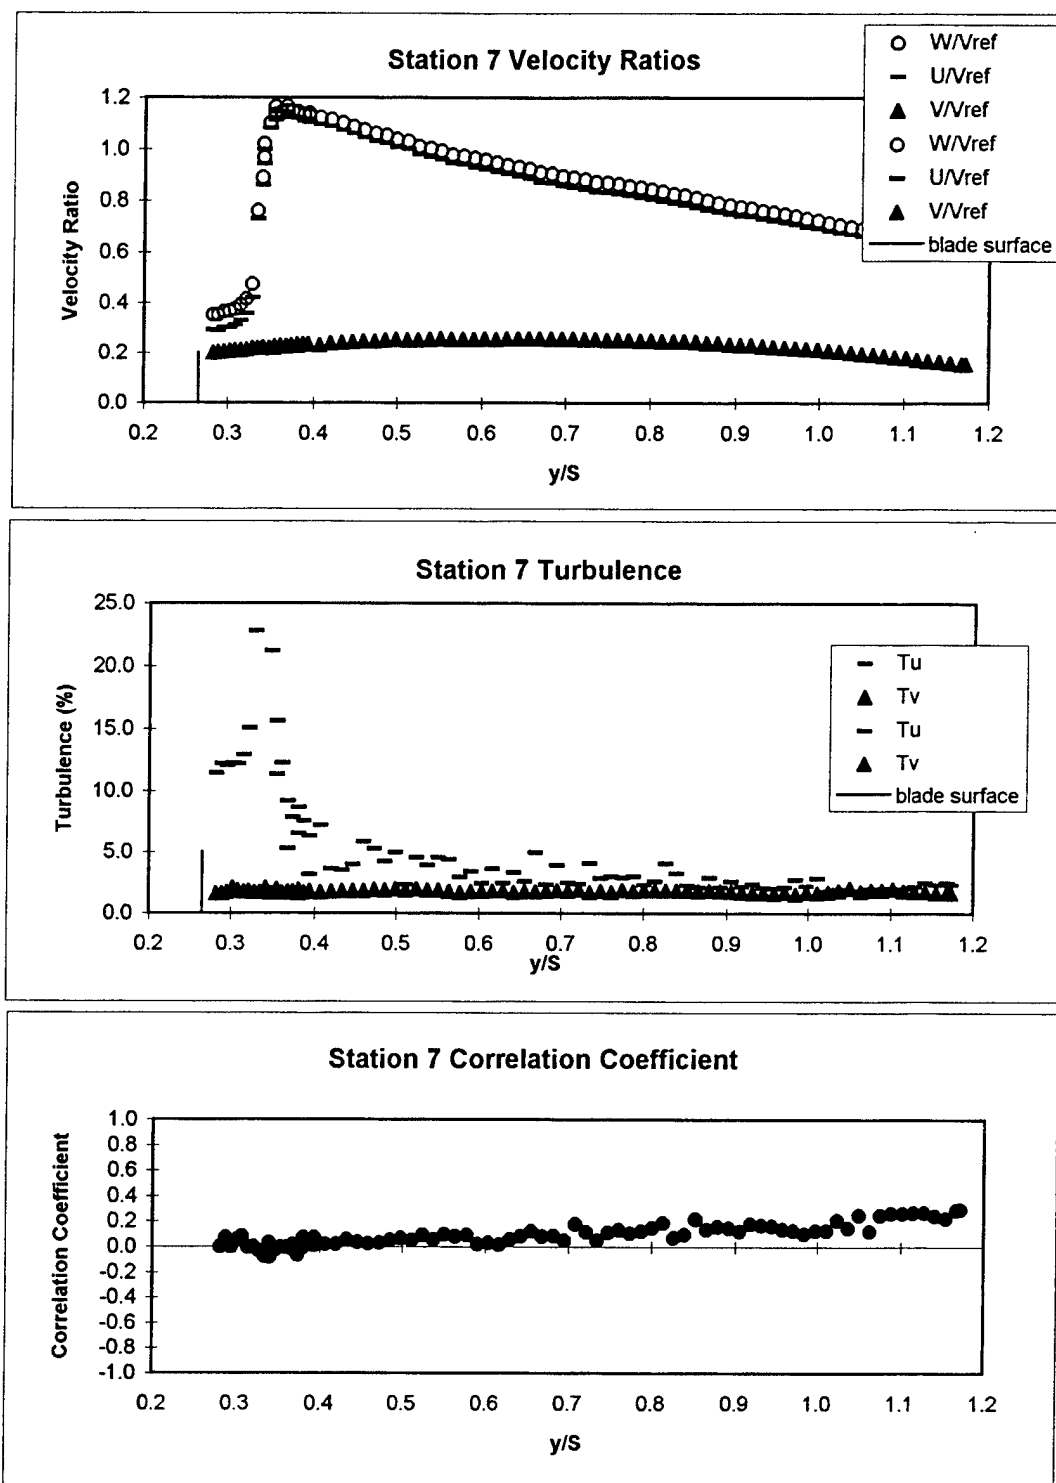 Station 7 Velocity Ratios
W/Vref
U/Vref
V/Vref
W/Vref
U/Vref
V/Vref
blade surface
Velocity Ratio
1.2
1.0
0.8
0.6
0.4
0.2
0.0
0.2 0.3 0.4 0.5 0.6 0.7 0.8 0.9 1.0 1.1 1.2
y/S
Station 7 Turbulence
Tu
Tv
Tu
Tv
blade surface
Turbulence (%)
25.0
20.0
15.0
10.0
5.0
0.0
0.2 0.3 0.4 0.5 0.6 0.7 0.8 0.9 1.0 1.1 1.2
y/S
Station 7 Correlation Coefficient
Correlation Coefficient
1.0
0.8
0.6
0.4
0.2
0.0
-0.2
-0.4
-0.6
-0.8
-1.0
0.2 0.3 0.4 0.5 0.6 0.7 0.8 0.9 1.0 1.1 1.2
y/S